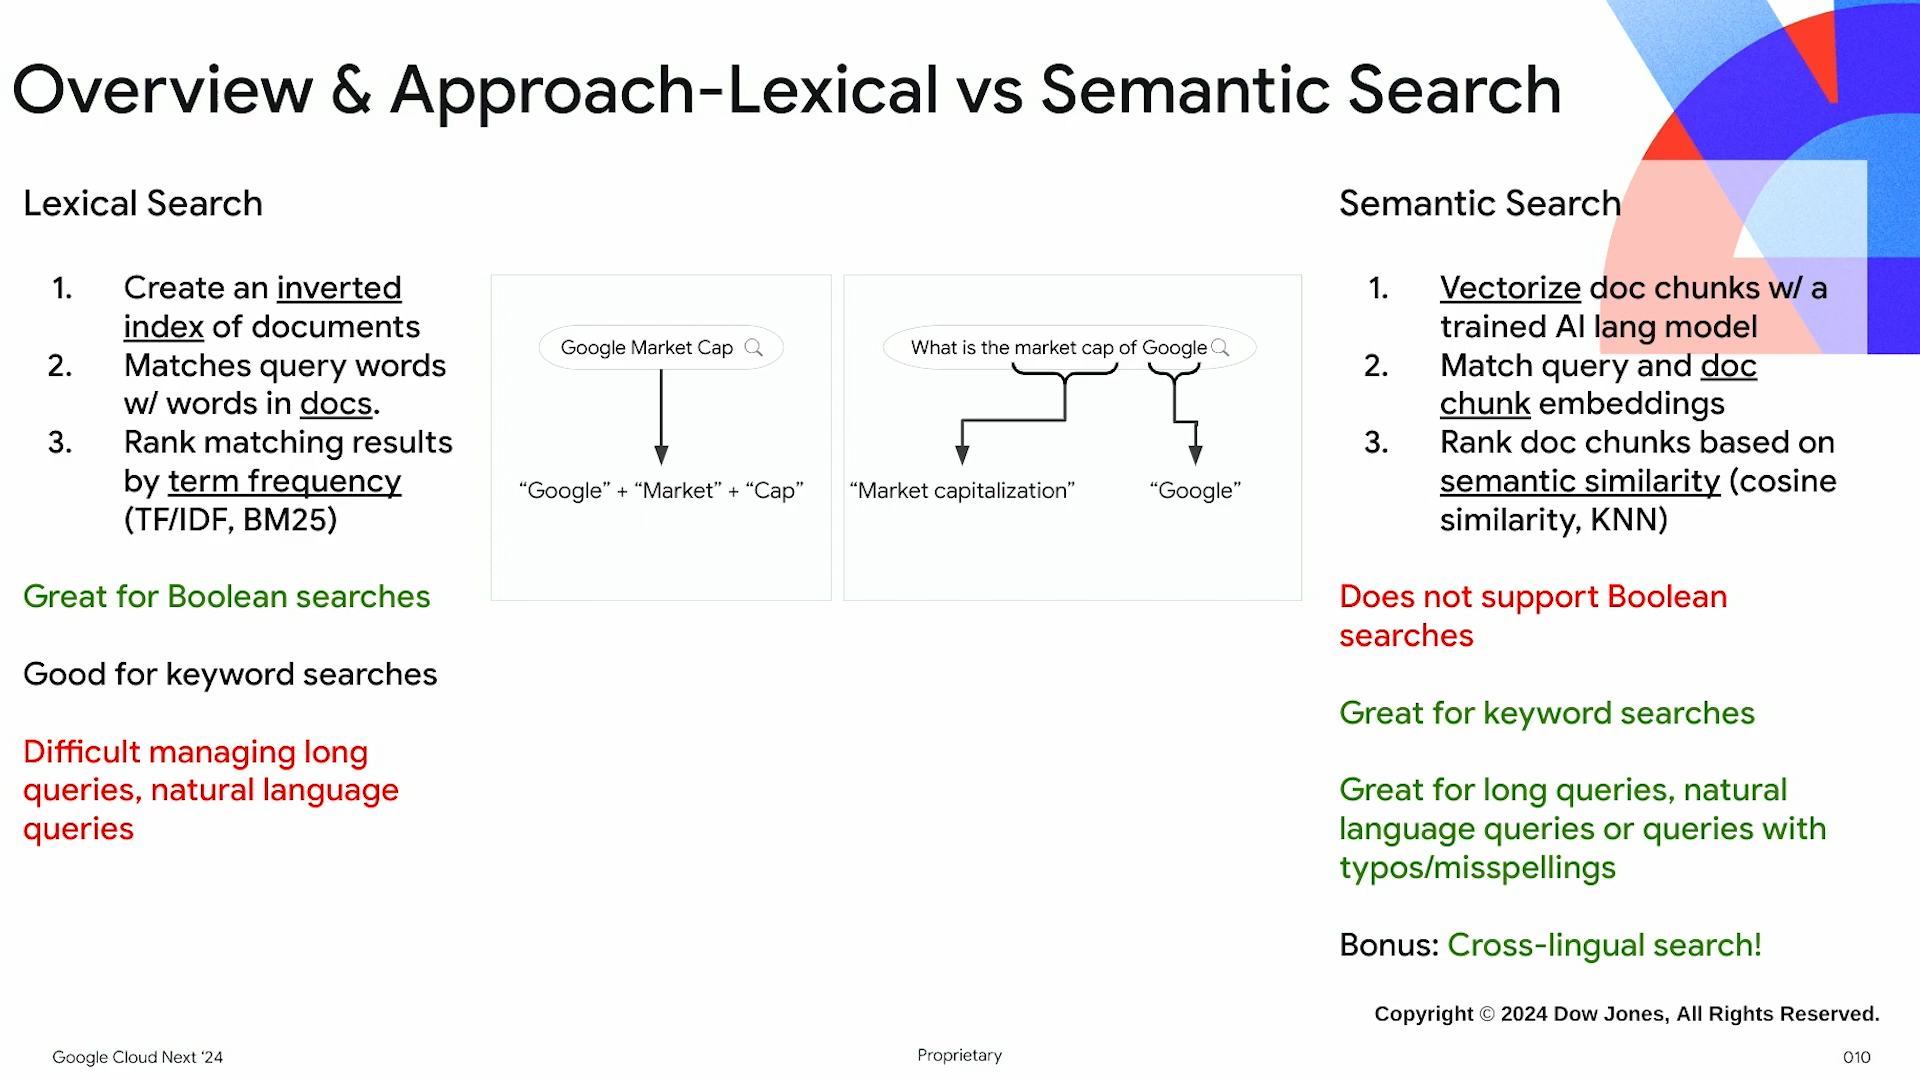 Overview & Approach-Lexical vs Semantic Search
Lexical Search
1. Create an inverted
index of documents
2. Matches query words
w/ words in docs.
3. Rank matching results
by term frequency
(TF/IDF, BM25)
Great for Boolean searches
Good for keyword searches
Difficult managing long
queries, natural language
queries
Google Market Cap
“Google” + “Market” + “Cap”
What is the market cap of Google
“Market capitalization” “Google”
Semantic Search
1. Vectorize doc chunks w/ a
trained AI lang model
2. Match query and doc
chunk embeddings
3. Rank doc chunks based on
semantic similarity (cosine
similarity, KNN)
Does not support Boolean
searches
Great for keyword searches
Great for long queries, natural
language queries or queries with
typos/misspellings
Bonus: Cross-lingual search!
Copyright © 2024 Dow Jones, All Rights Reserved.
Google Cloud Next ‘24
Proprietary
010